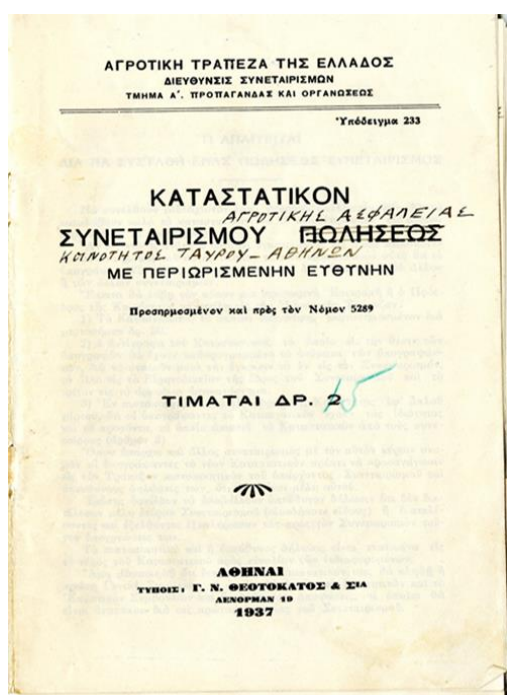 ΑΓΡΟΤΙΚΗ ΤΡΑΠΕΖΑ ΤΗΣ ΕΛΛΑΔΟΣ
ΔΙΕΥΘΥΝΣΙΣ ΣΥΝΕΤΑΙΡΙΣΜΩΝ
ΤΜΗΜΑ Α΄. ΠΡΟΠΑΓΑΝΔΑΣ ΚΑΙ ΟΡΓΑΝΩΣΕΩΣ
Ὑπόδειγμα 233
ΚΑΤΑΣΤΑΤΙΚΟΝ
ΑΓΡΟΤΙΚΗΣ ΑΣΦΑΛΕΙΑΣ
ΣΥΝΕΤΑΙΡΙΣΜΟΥ ΠΩΛΗΣΕΩΣ
ΚΟΙΝΟΤΗΤΟΣ ΤΑΥΡΟΥ-ΑΘΗΝΩΝ
ΜΕ ΠΕΡΙΩΡΙΣΜΕΝΗΝ ΕΥΘΥΝΗΝ
Προσηρμοσμένον καὶ πρὸς τὸν Νόμον 5289
ΤΙΜΑΤΑΙ ΔΡ. 2 15
ΑΘΗΝΑΙ
ΤΥΠΟΙΣ: Γ. Ν. ΘΕΟΤΟΚΑΤΟΣ & ΣΙΑ
ΛΕΝΟΡΜΑΝ 19
1937